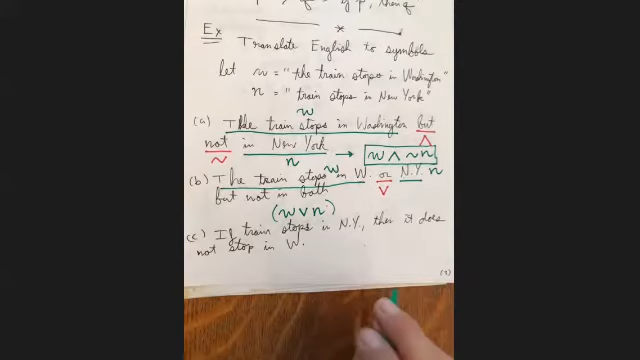 if p, then q
*
Ex
Translate English to symbols
let w = "the train stops in Washington"
n = "train stops in New York"
w
(a) The train stops in Washington but
∧
not in New York
~ n → w ∧ ~n
(b) The train stops in W. or N.Y. n
w ∨
but not in both
(w ∨ n)
(c) If train stops in N.Y., then it does
not stop in W.